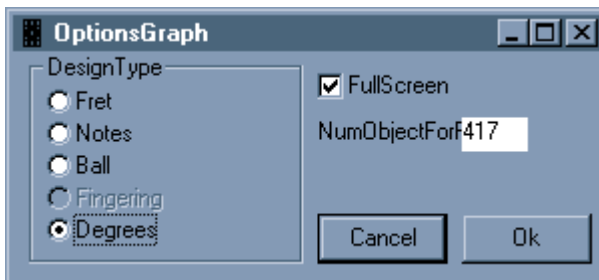 OptionsGraph
DesignType
Fret
Notes
Ball
Fingering
Degrees
FullScreen
NumObjectForF 417
Cancel
Ok